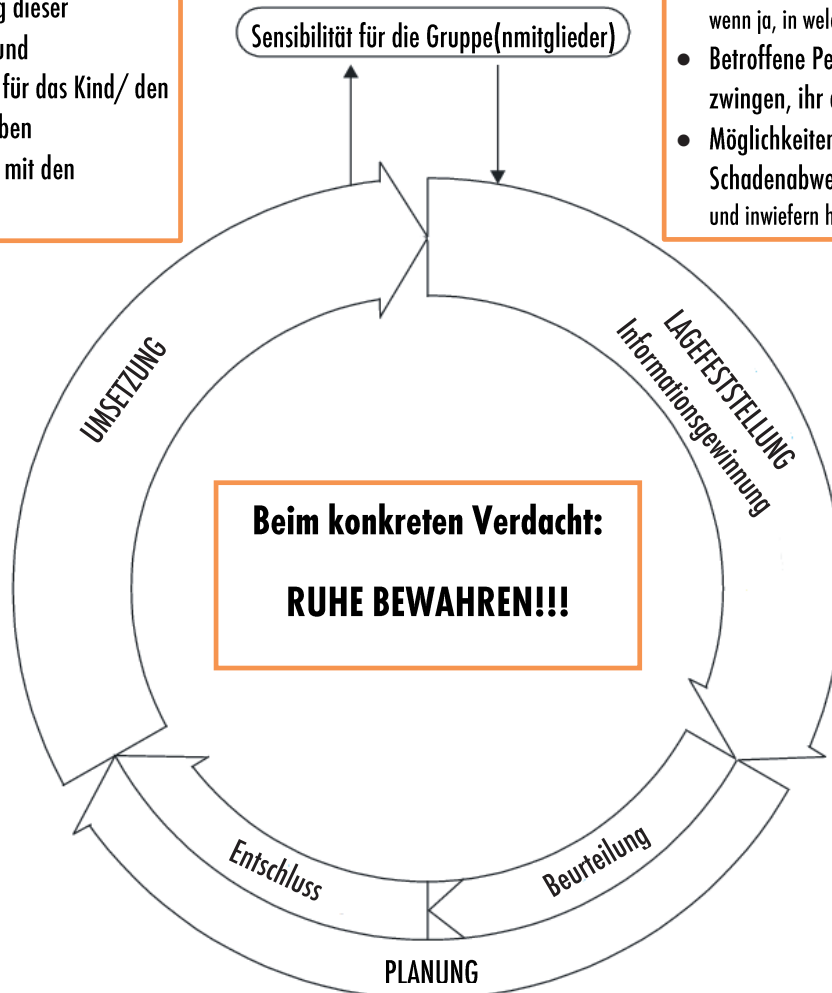 g dieser
und
für das Kind/ den
ben
mit den
Sensibilität für die Gruppe(nmitglieder)
wenn ja, in welc
• Betroffene Pe
zwingen, ihr
• Möglichkeiten
Schadenabwe
und inwiefern h
UMSETZUNG
LAGEFESTSTELLUNG
Informationsgewinnung
Beim konkreten Verdacht:
RUHE BEWAHREN!!!
Entschluss
Beurteilung
PLANUNG